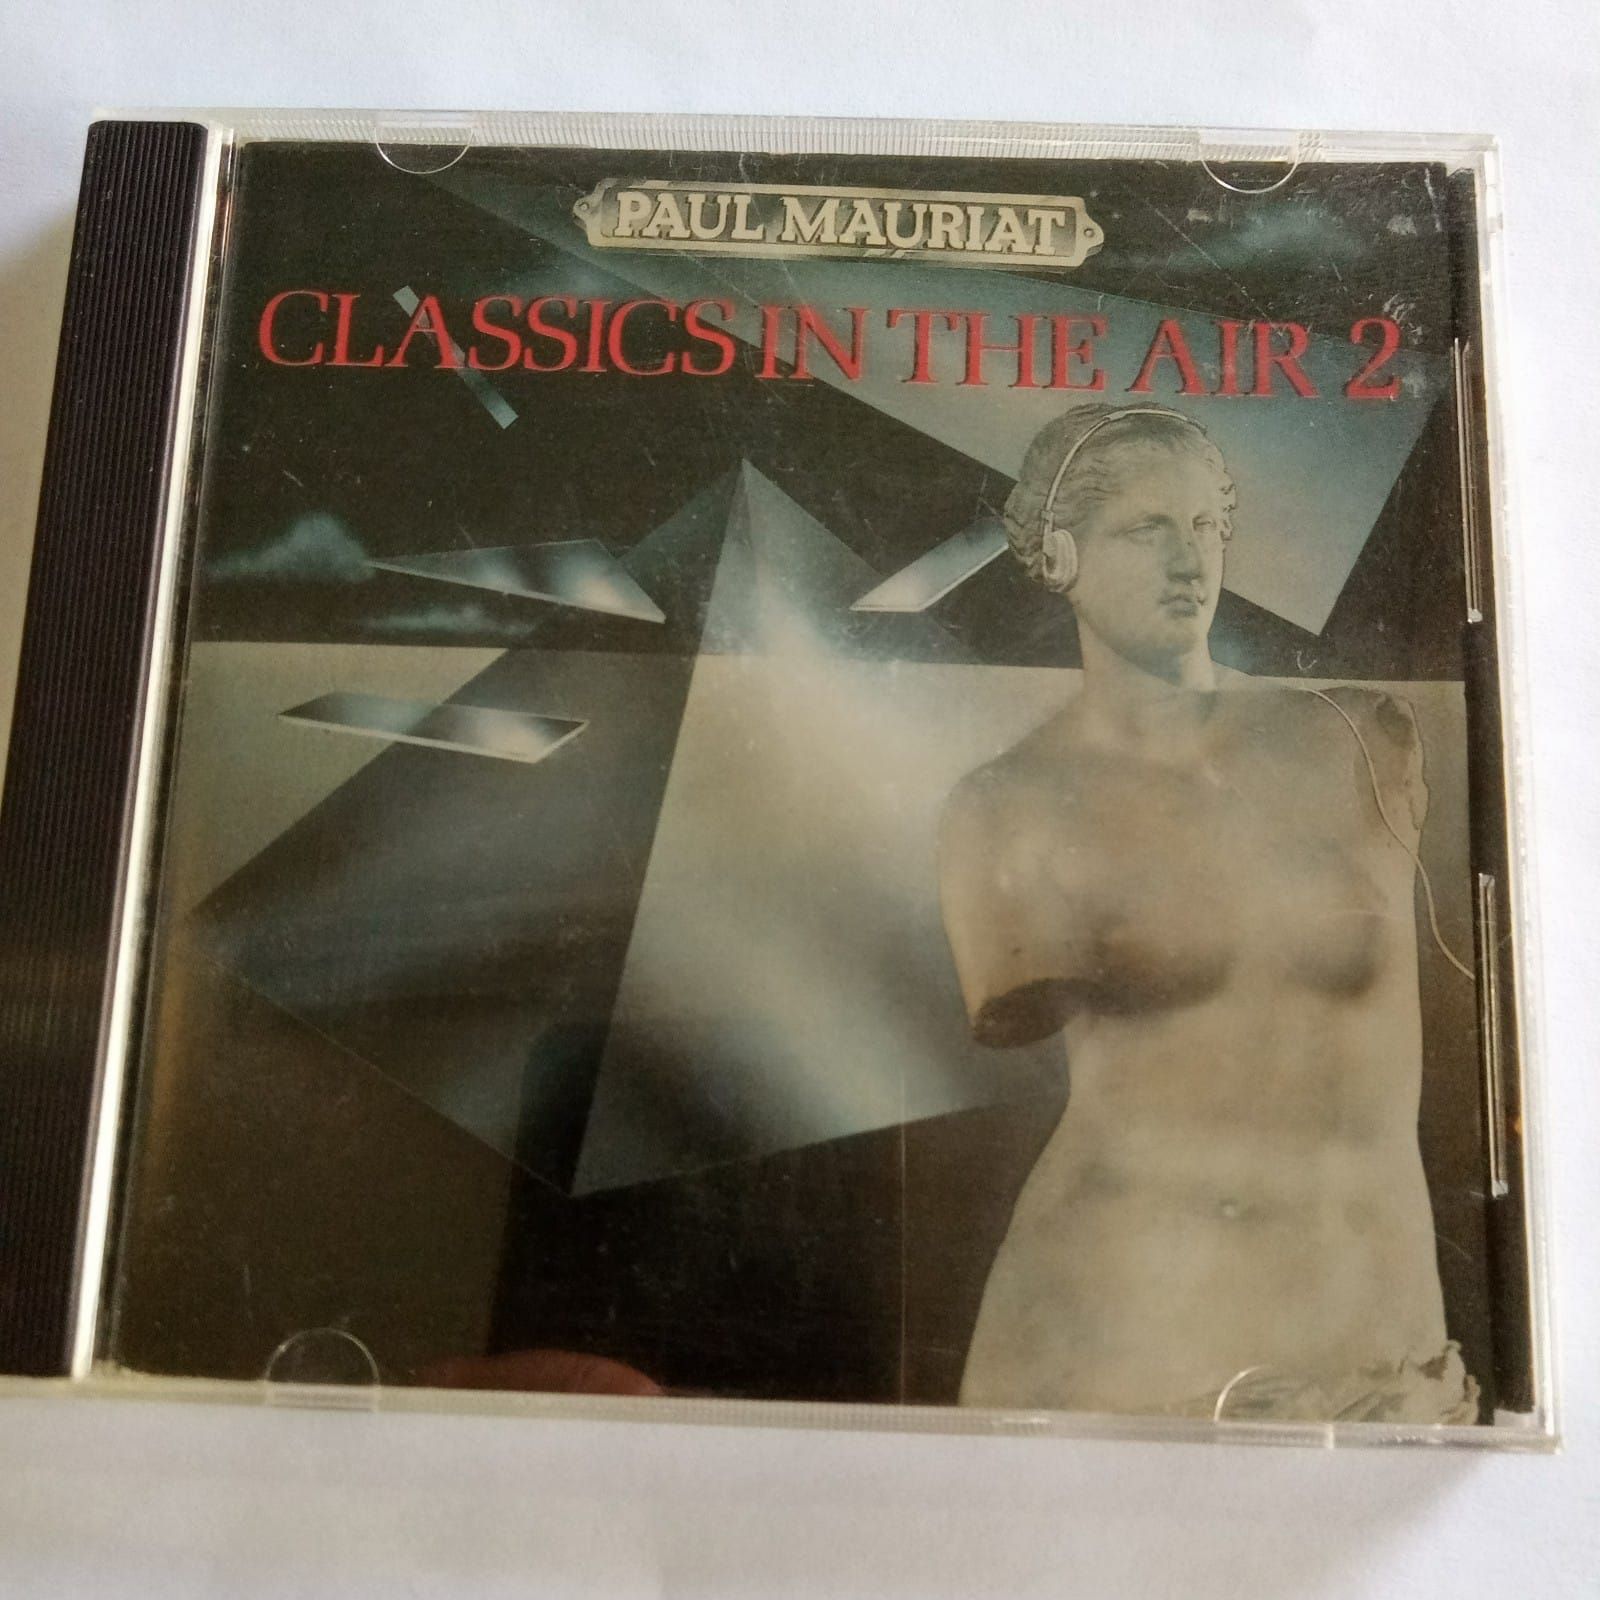 PAUL MAURIAT
CLASSICS IN THE AIR 2